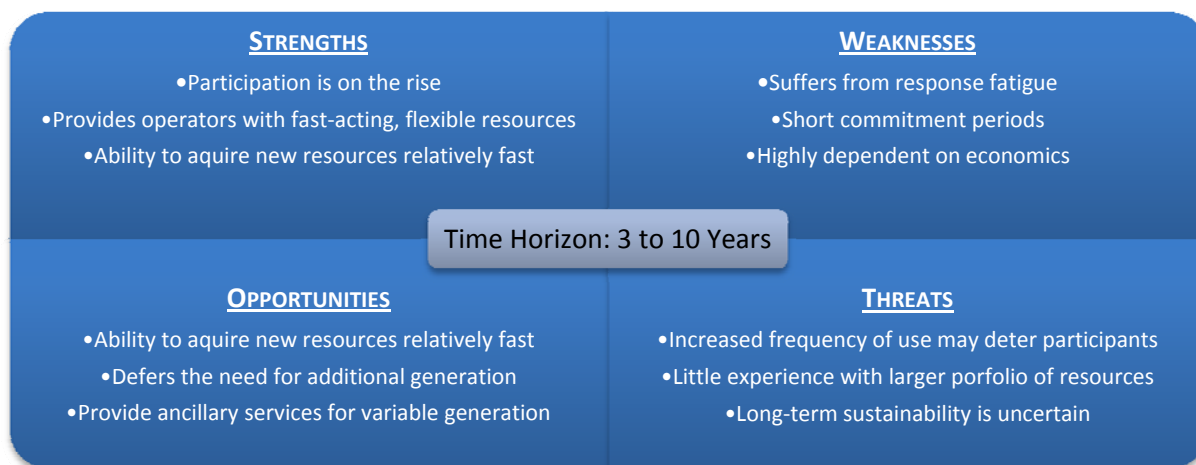 STRENGTHS
•Participation is on the rise
•Provides operators with fast-acting, flexible resources
•Ability to aquire new resources relatively fast
WEAKNESSES
•Suffers from response fatigue
•Short commitment periods
•Highly dependent on economics
Time Horizon: 3 to 10 Years
OPPORTUNITIES
•Ability to aquire new resources relatively fast
•Defers the need for additional generation
•Provide ancillary services for variable generation
THREATS
•Increased frequency of use may deter participants
•Little experience with larger porfolio of resources
•Long-term sustainability is uncertain